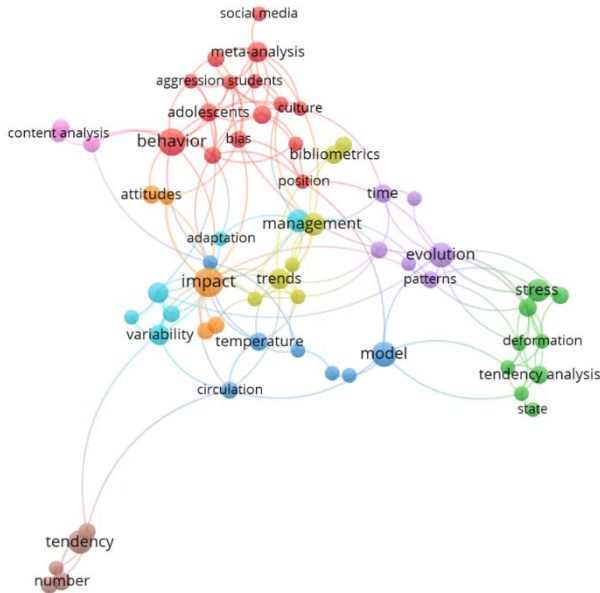 social media
meta-analysis
aggression students
culture
adolescents
content analysis
behavior
bias
bibliometrics
position
attitudes
time
management
adaptation
evolution
impact
trends
patterns
stress
variability
temperature
deformation
model
tendency analysis
circulation
state
tendency
number